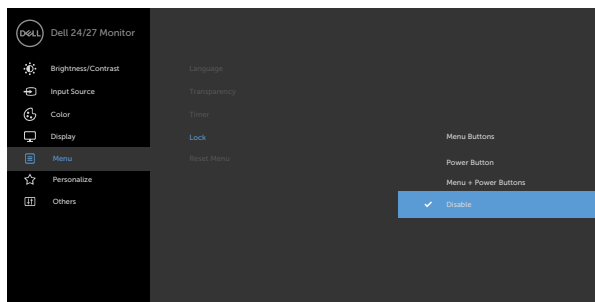 DELL
Dell 24/27 Monitor
Brightness/Contrast
Input Source
Color
Display
Menu
Personalize
Others
Language
Transparency
Timer
Lock
Reset Menu
Menu Buttons
Power Button
Menu + Power Buttons
Disable